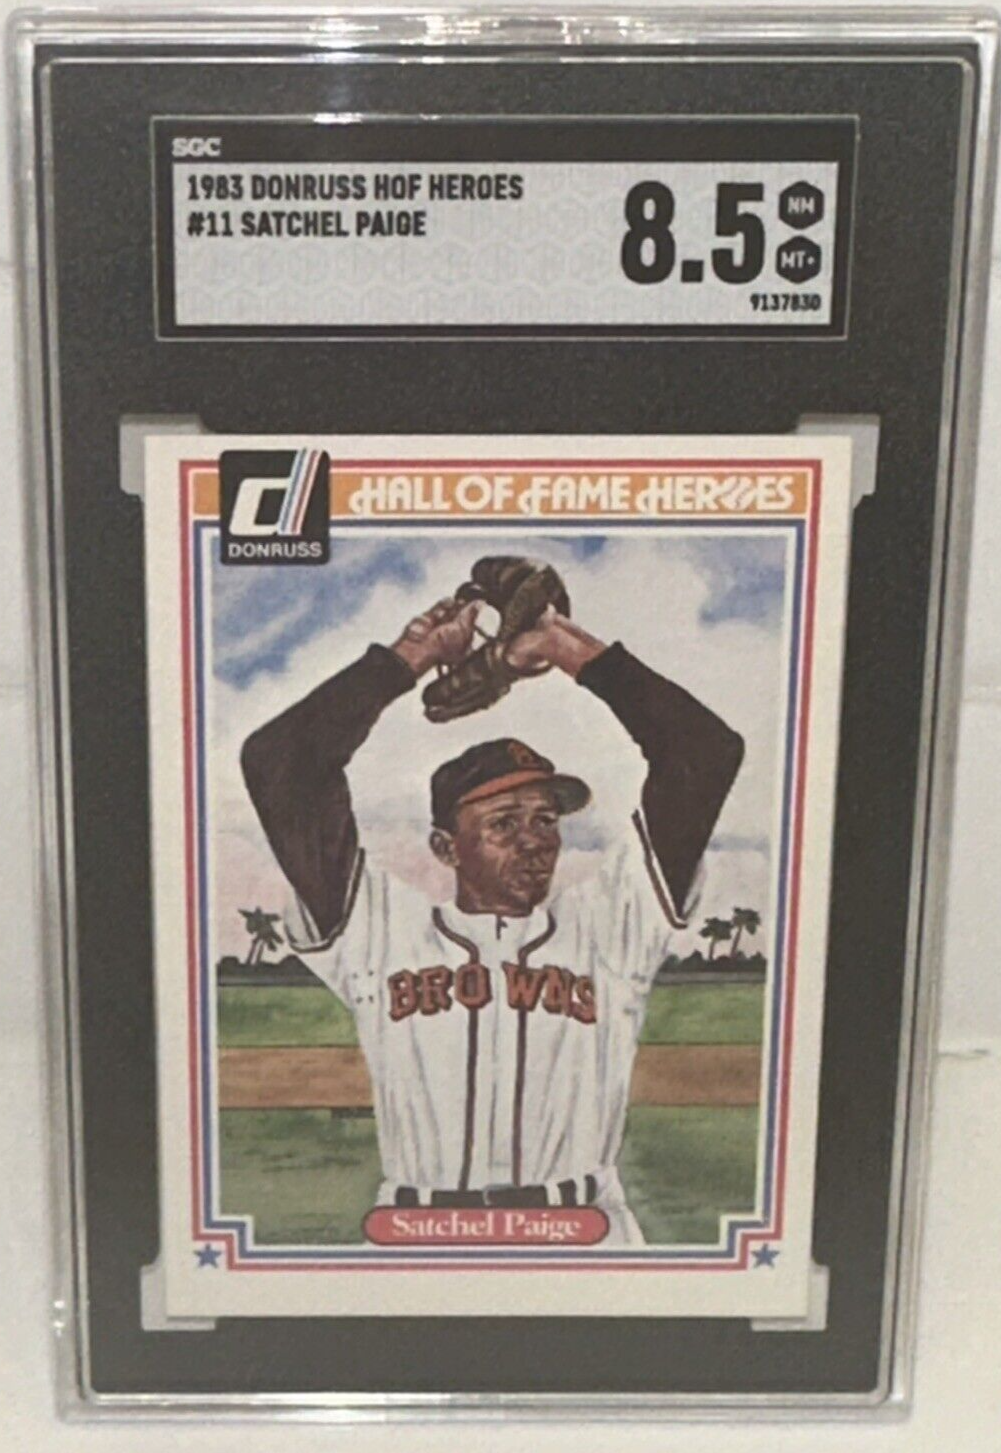 SGC
1983 DONRUSS HOF HEROES
#11 SATCHEL PAIGE
8.5
NM
MT+
9137830
d
DONRUSS
HALL OF FAME HEROES
B
BROWNS
Satchel Paige